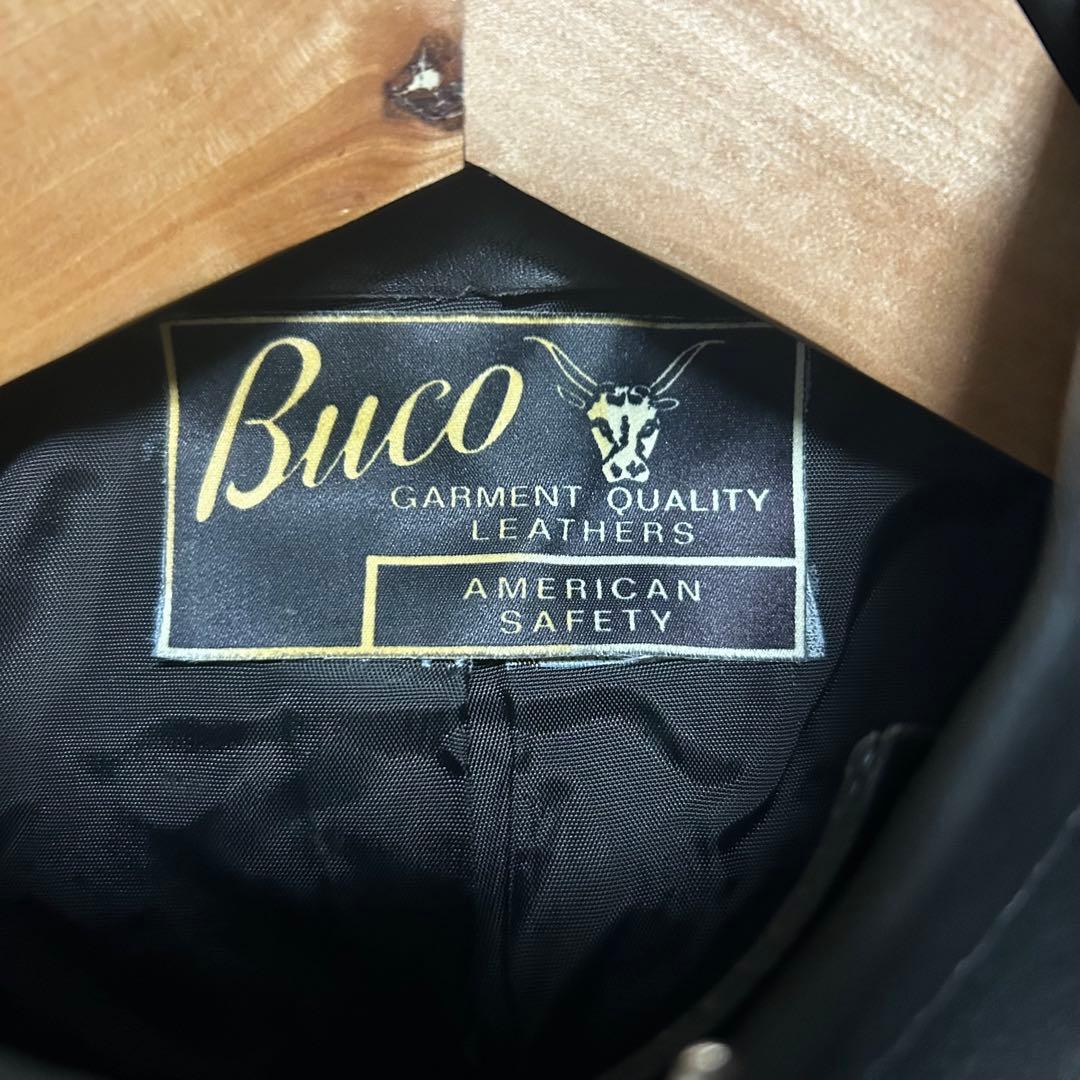 Buco
GARMENT QUALITY
LEATHERS
AMERICAN
SAFETY